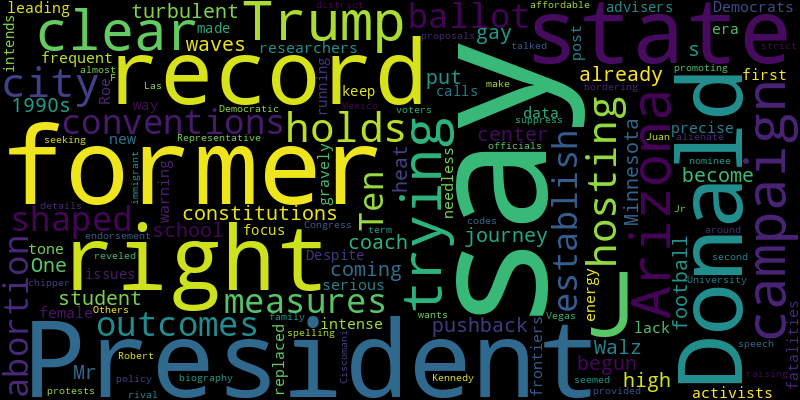 leading
turbulent
Trump
district
ballot
affordable
advisers
Democrats
clear
made
waves
researchers
proposals
gay
talked
post
state
era
intends
frequent
almost
record
city
Roe
Las
running
keep
put
calls
make
s
already
first
strict
promoting
1990s
way
Mexico
voters
data
suppress
bordering
conventions
Democratic
holds
center
officials
precise
Juan
alienate
former
new
Representative
seeking
immigrant
warning
gravely
Ten
heat
trying
needless
say
establish
hosting
Minnesota
Arizona
nominee
become
Donald
campaign
constitutions
details
shaped
school
focus
Congress
term
codes
journey
Jr
around
endorsement
tone
right
Despite
coach
second
reveled
One
issues
coming
serious
energy
football
University
chipper
student
measures
abortion
female
Others
family
intense
wants
pushback
Vegas
_
lack
speech
outcomes
spelling
President
replaced
Ciscomani
frontiers
Walz
fatalities
Robert
begun
raising
Mr
policy
biography
Kennedy
seemed
high
protests
rival
provided
activists